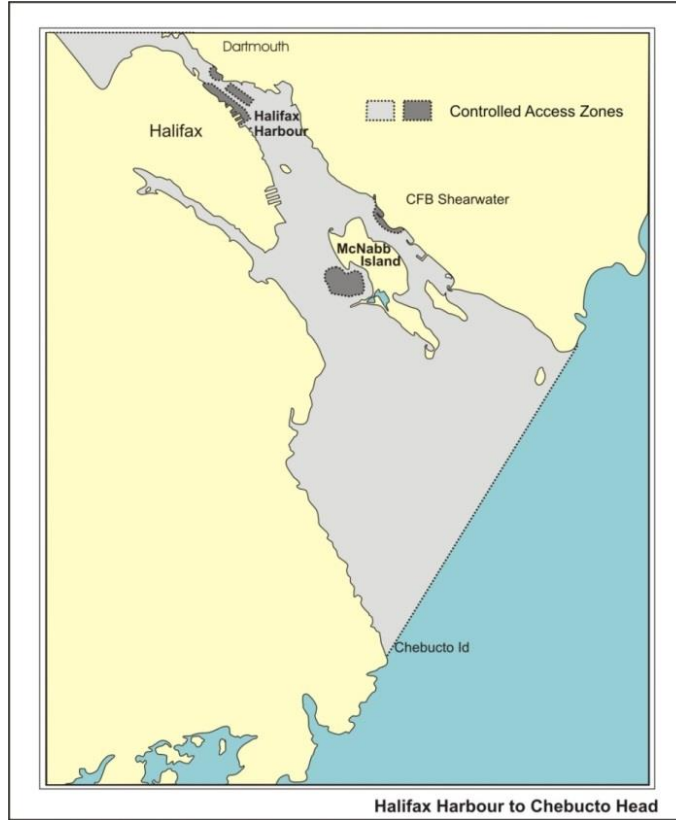 Dartmouth
Halifax
Harbour
Halifax
Controlled Access Zones
CFB Shearwater
McNabb
Island
Chebucto Id
Halifax Harbour to Chebucto Head